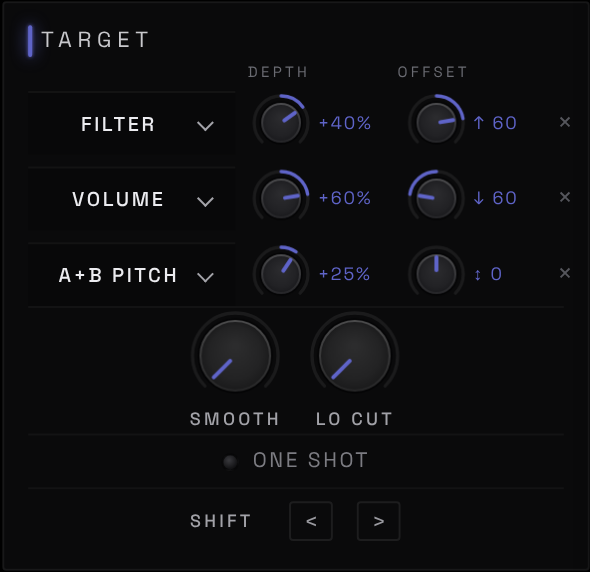 TARGET
DEPTH OFFSET
FILTER +40% ↑ 60 ×
VOLUME +60% ↓ 60 ×
A+B PITCH +25% ↕ 0 ×
SMOOTH LO CUT
ONE SHOT
SHIFT < >